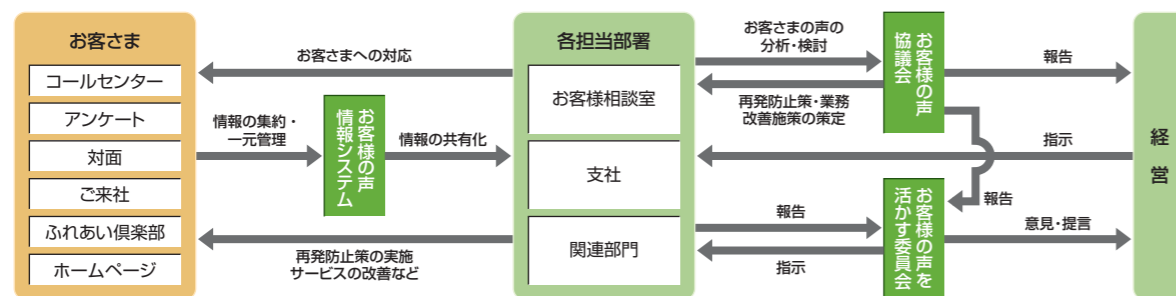 お客さま
コールセンター
アンケート
対面
ご来社
ふれあい倶楽部
ホームページ
お客さまへの対応
情報の集約・
一元管理
お客様の声
情報システム
情報の共有化
再発防止策の実施
サービスの改善など
各担当部署
お客様相談室
支社
関連部門
お客さまの声の
分析・検討
再発防止策・業務
改善施策の策定
お客様の声
協議会
報告
指示
報告
報告
指示
お客様の声を
活かす委員会
意見・提言
経営